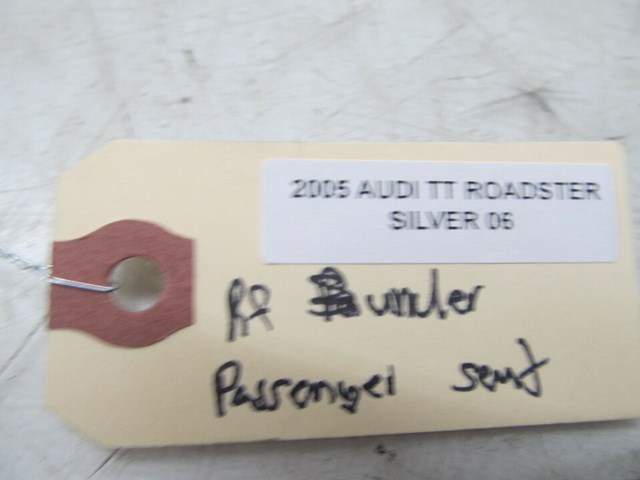 2005 AUDI TT ROADSTER
SILVER 06
RF under
Passenger seat